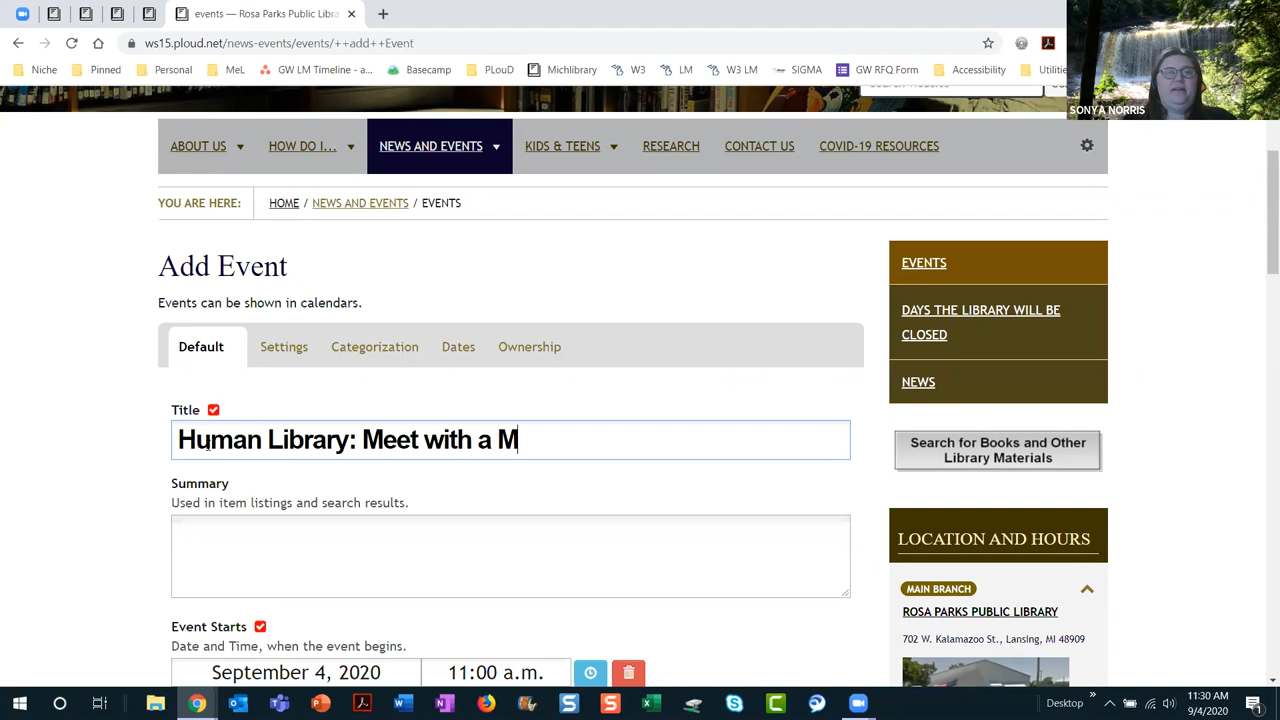 events — Rosa Parks Public Libra
ws15.ploud.net/news-events/events/++add++Event
Niche Pinned Personal MeL GW LM Timeline - a... Basecamp PLouD Michlibrary W3 LM W3 LM SIGMA GW RFQ Form Accessibility Utilitie
SONYA NORRIS
ABOUT US HOW DO I... NEWS AND EVENTS KIDS & TEENS RESEARCH CONTACT US COVID-19 RESOURCES
YOU ARE HERE: HOME / NEWS AND EVENTS / EVENTS
Add Event
Events can be shown in calendars.
Default Settings Categorization Dates Ownership
Title
Human Library: Meet with a M
Summary
Used in item listings and search results.
Event Starts
Date and Time, when the event begins.
September 4, 2020 11:00 a.m.
EVENTS
DAYS THE LIBRARY WILL BE
CLOSED
NEWS
Search for Books and Other
Library Materials
LOCATION AND HOURS
MAIN BRANCH
ROSA PARKS PUBLIC LIBRARY
702 W. Kalamazoo St., Lansing, MI 48909
Desktop
11:30 AM
9/4/2020